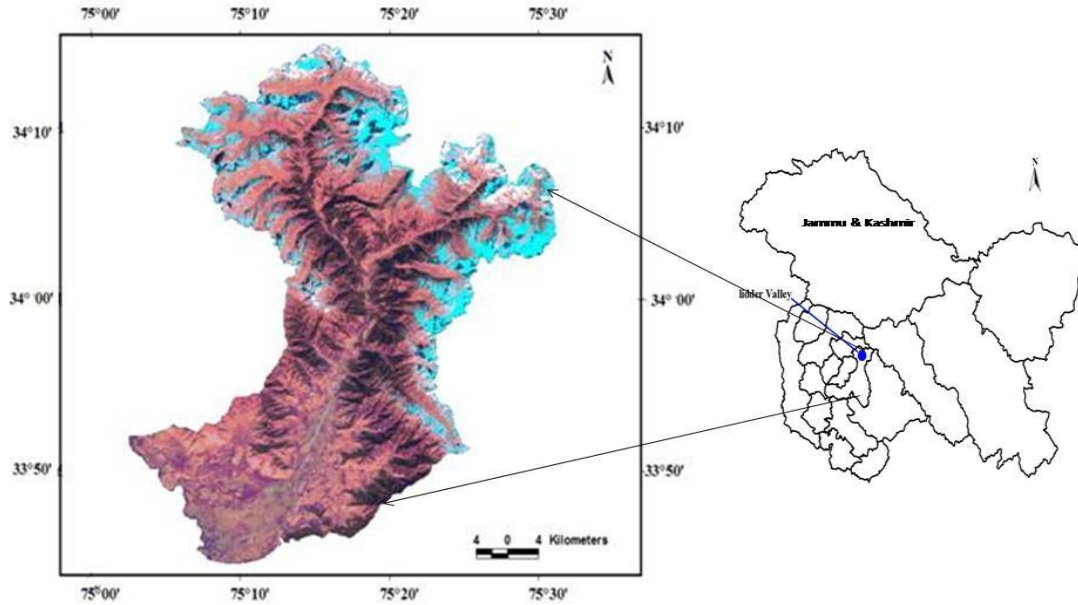 75°00' 75°10' 75°20' 75°30'
N
34°10' 34°10'
N
Jammu & Kashmir
lidder Valley
34° 00' 34° 00'
33°50' 33°50'
4 0 4 Kilometers
75°00' 75°10' 75°20' 75°30'